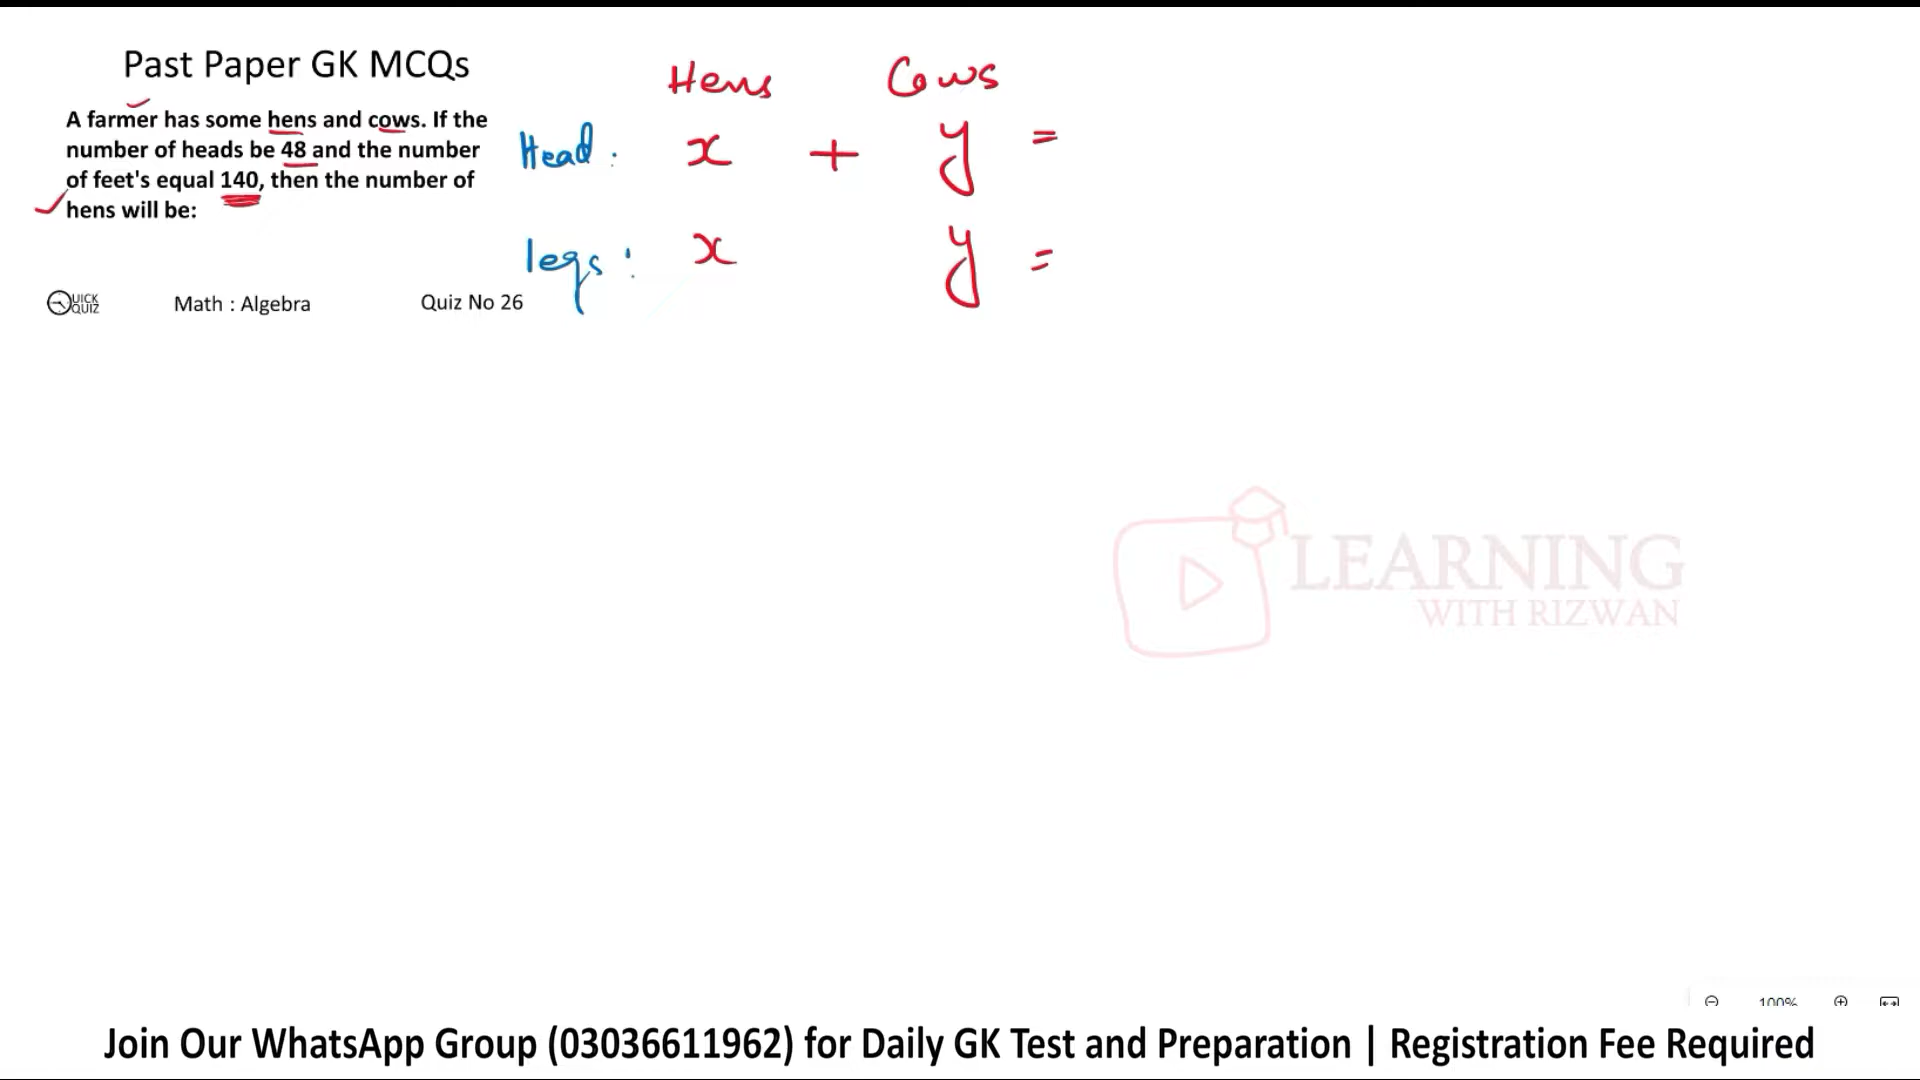 Past Paper GK MCQs
A farmer has some hens and cows. If the
number of heads be 48 and the number
of feet's equal 140, then the number of
hens will be:
QUICK
QUIZ
Math : Algebra
Quiz No 26
Hens Cows
Head : x + y =
legs : x y =
LEARNING
WITH RIZWAN
100%
Join Our WhatsApp Group (03036611962) for Daily GK Test and Preparation | Registration Fee Required